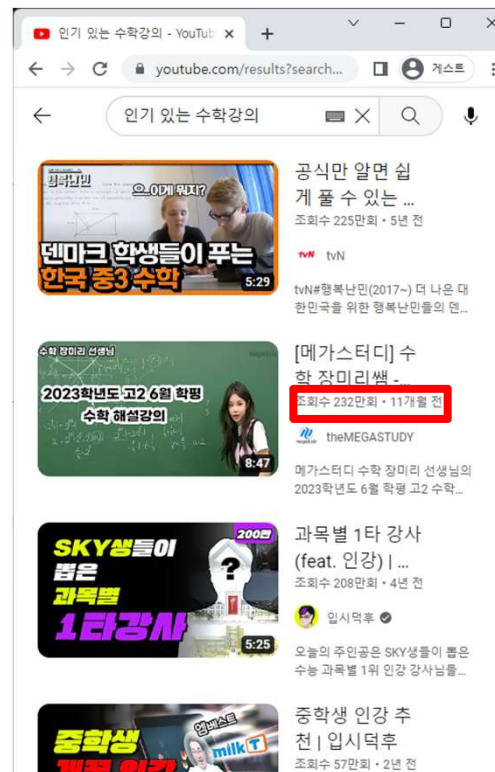 인기 있는 수학강의 - YouTub
youtube.com/results?search...
게스트
인기 있는 수학강의
행복난민
으..이게 뭐지?
덴마크 학생들이 푸는
한국 중3 수학
5:29
공식만 알면 쉽
게 풀 수 있는 ...
조회수 225만회 • 5년 전
tvN tvN
tvN#행복난민(2017~) 더 나은 대
한민국을 위한 행복난민들의 덴...
수학 장미리 선생님
megastudy
2023학년도 고2 6월 학평
수학 해설강의
8:47
[메가스터디] 수
학 장미리쌤 -...
조회수 232만회 • 11개월 전
theMEGASTUDY
메가스터디 수학 장미리 선생님의
2023학년도 6월 학평 고2 수학...
200만
SKY생들이
뽑은
과목별
1타강사
?
5:25
과목별 1타 강사
(feat. 인강) | ...
조회수 208만회 • 4년 전
입시덕후
오늘의 주인공은 SKY생들이 뽑은
수능 과목별 1위 인강 강사님들...
중학생
엠베스트
milk T
중학생 인강 추
천 | 입시덕후
조회수 57만회 • 2년 전